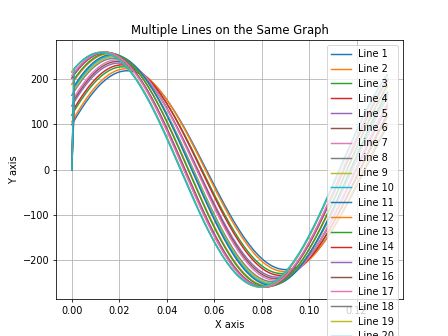 Multiple Lines on the Same Graph
Y axis
200
100
0
−100
−200
0.00
0.02
0.04
0.06
0.08
0.10
X axis
Line 1
Line 2
Line 3
Line 4
Line 5
Line 6
Line 7
Line 8
Line 9
Line 10
Line 11
Line 12
Line 13
Line 14
Line 15
Line 16
Line 17
Line 18
Line 19
Line 20